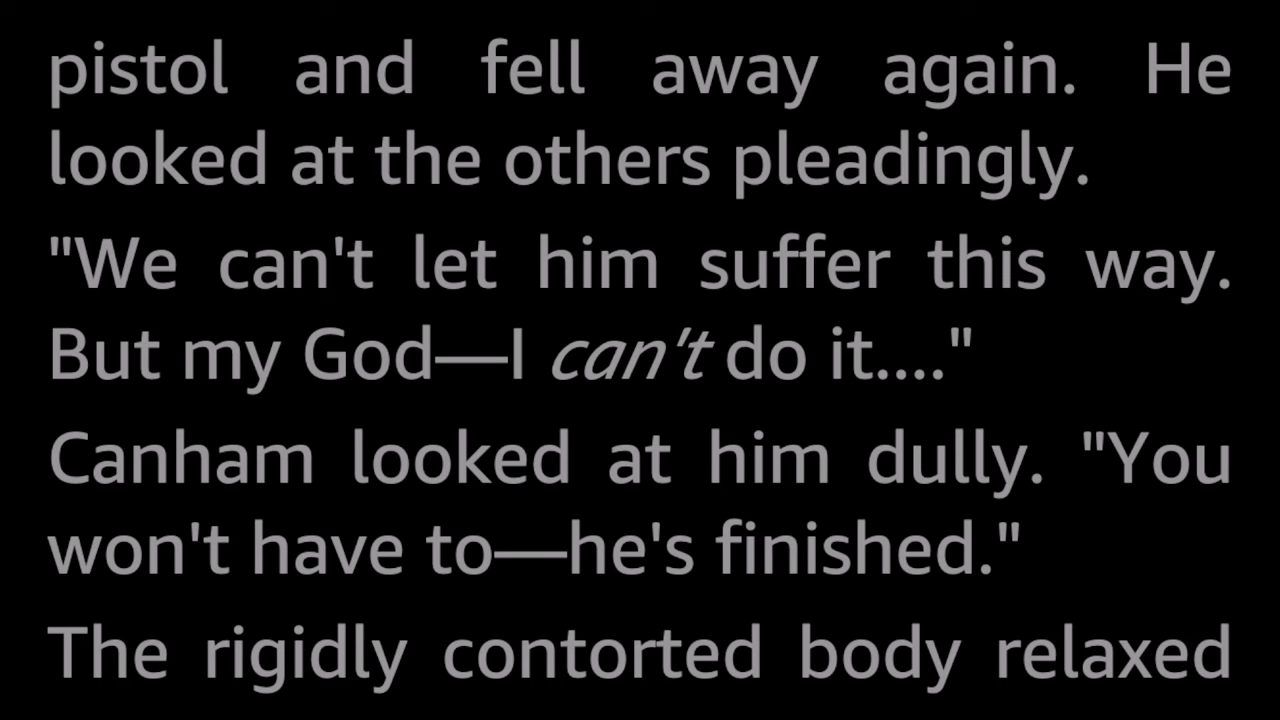 pistol and fell away again. He
looked at the others pleadingly.
"We can't let him suffer this way.
But my God—I can't do it...."
Canham looked at him dully. "You
won't have to—he's finished."
The rigidly contorted body relaxed